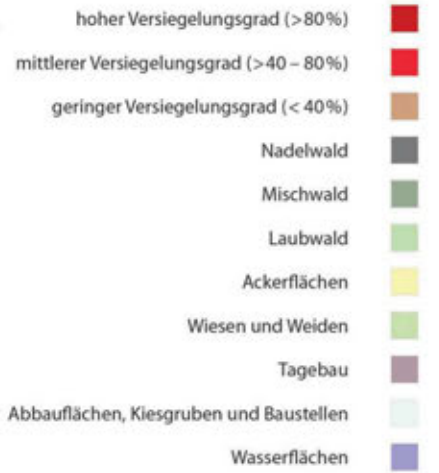 hoher Versiegelungsgrad (>80%)
mittlerer Versiegelungsgrad (>40 – 80%)
geringer Versiegelungsgrad (< 40%)
Nadelwald
Mischwald
Laubwald
Ackerflächen
Wiesen und Weiden
Tagebau
Abbauflächen, Kiesgruben und Baustellen
Wasserflächen